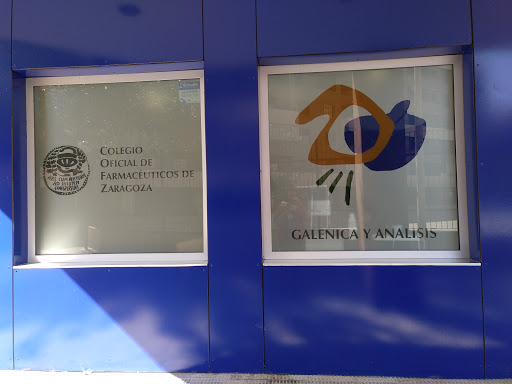 COLEGIO
OFICIAL DE
FARMACÉUTICOS DE
ZARAGOZA
GALENICA Y ANALISIS